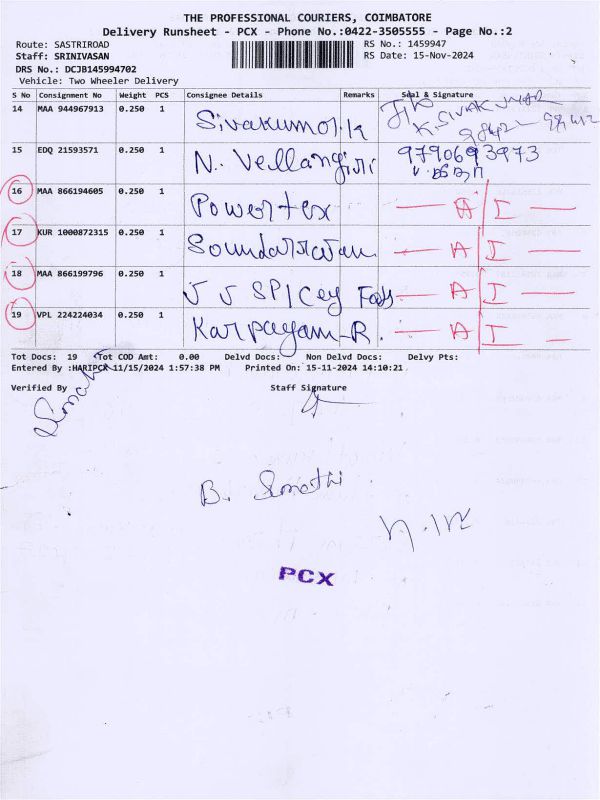 THE PROFESSIONAL COURIERS, COIMBATORE
Delivery Runsheet - PCX - Phone No.:0422-3505555 - Page No.:2
Route: SASTRIROAD RS No.: 1459947
Staff: SRINIVASAN RS Date: 15-Nov-2024
DRS No.: DCJB145994702
Vehicle: Two Wheeler Delivery
S No Consignment No Weight PCS Consignee Details Remarks Seal & Signature
14 MAA 944967913 0.250 1 Sivakumar.k K.SIVAKUMAR
15 EDQ 21593571 0.250 1 N. Vellangiri 9790693973
16 MAA 866194605 0.250 1 Powertex A I
17 KUR 1000872315 0.250 1 Soundarrajan A I
18 MAA 866199796 0.250 1 J J SPICEY A I
19 VPL 224224034 0.250 1 Karpagam-R. A I
Tot Docs: 19 Tot COD Amt: 0.00 Delvd Docs: Non Delvd Docs: Delvy Pts:
Entered By :HARIPCX 11/15/2024 1:57:38 PM Printed On: 15-11-2024 14:10:21
Verified By Staff Signature
B. Sumathi
PCX